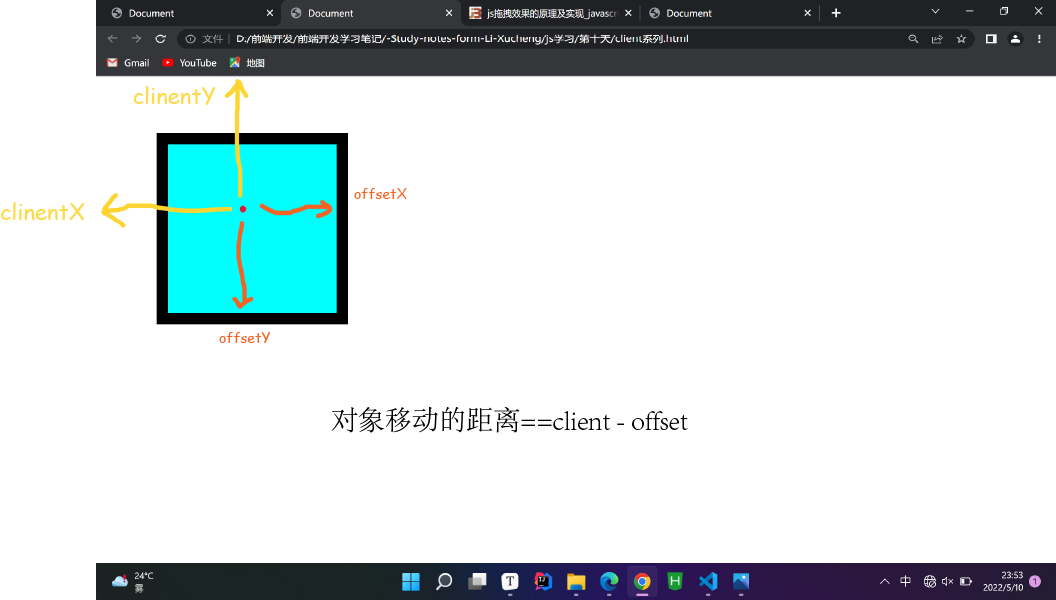 Document
Document
js拖拽效果的原理及实现_javascr
Document
文件
D:/前端开发/前端开发学习笔记/-Study-notes-form-Li-Xucheng/js学习/第十天/client系列.html
Gmail
YouTube
地图
clinentY
offsetX
clinentX
offsetY
对象移动的距离==client - offset
24°C
雾
T
H
中
23:53
2022/5/10
1